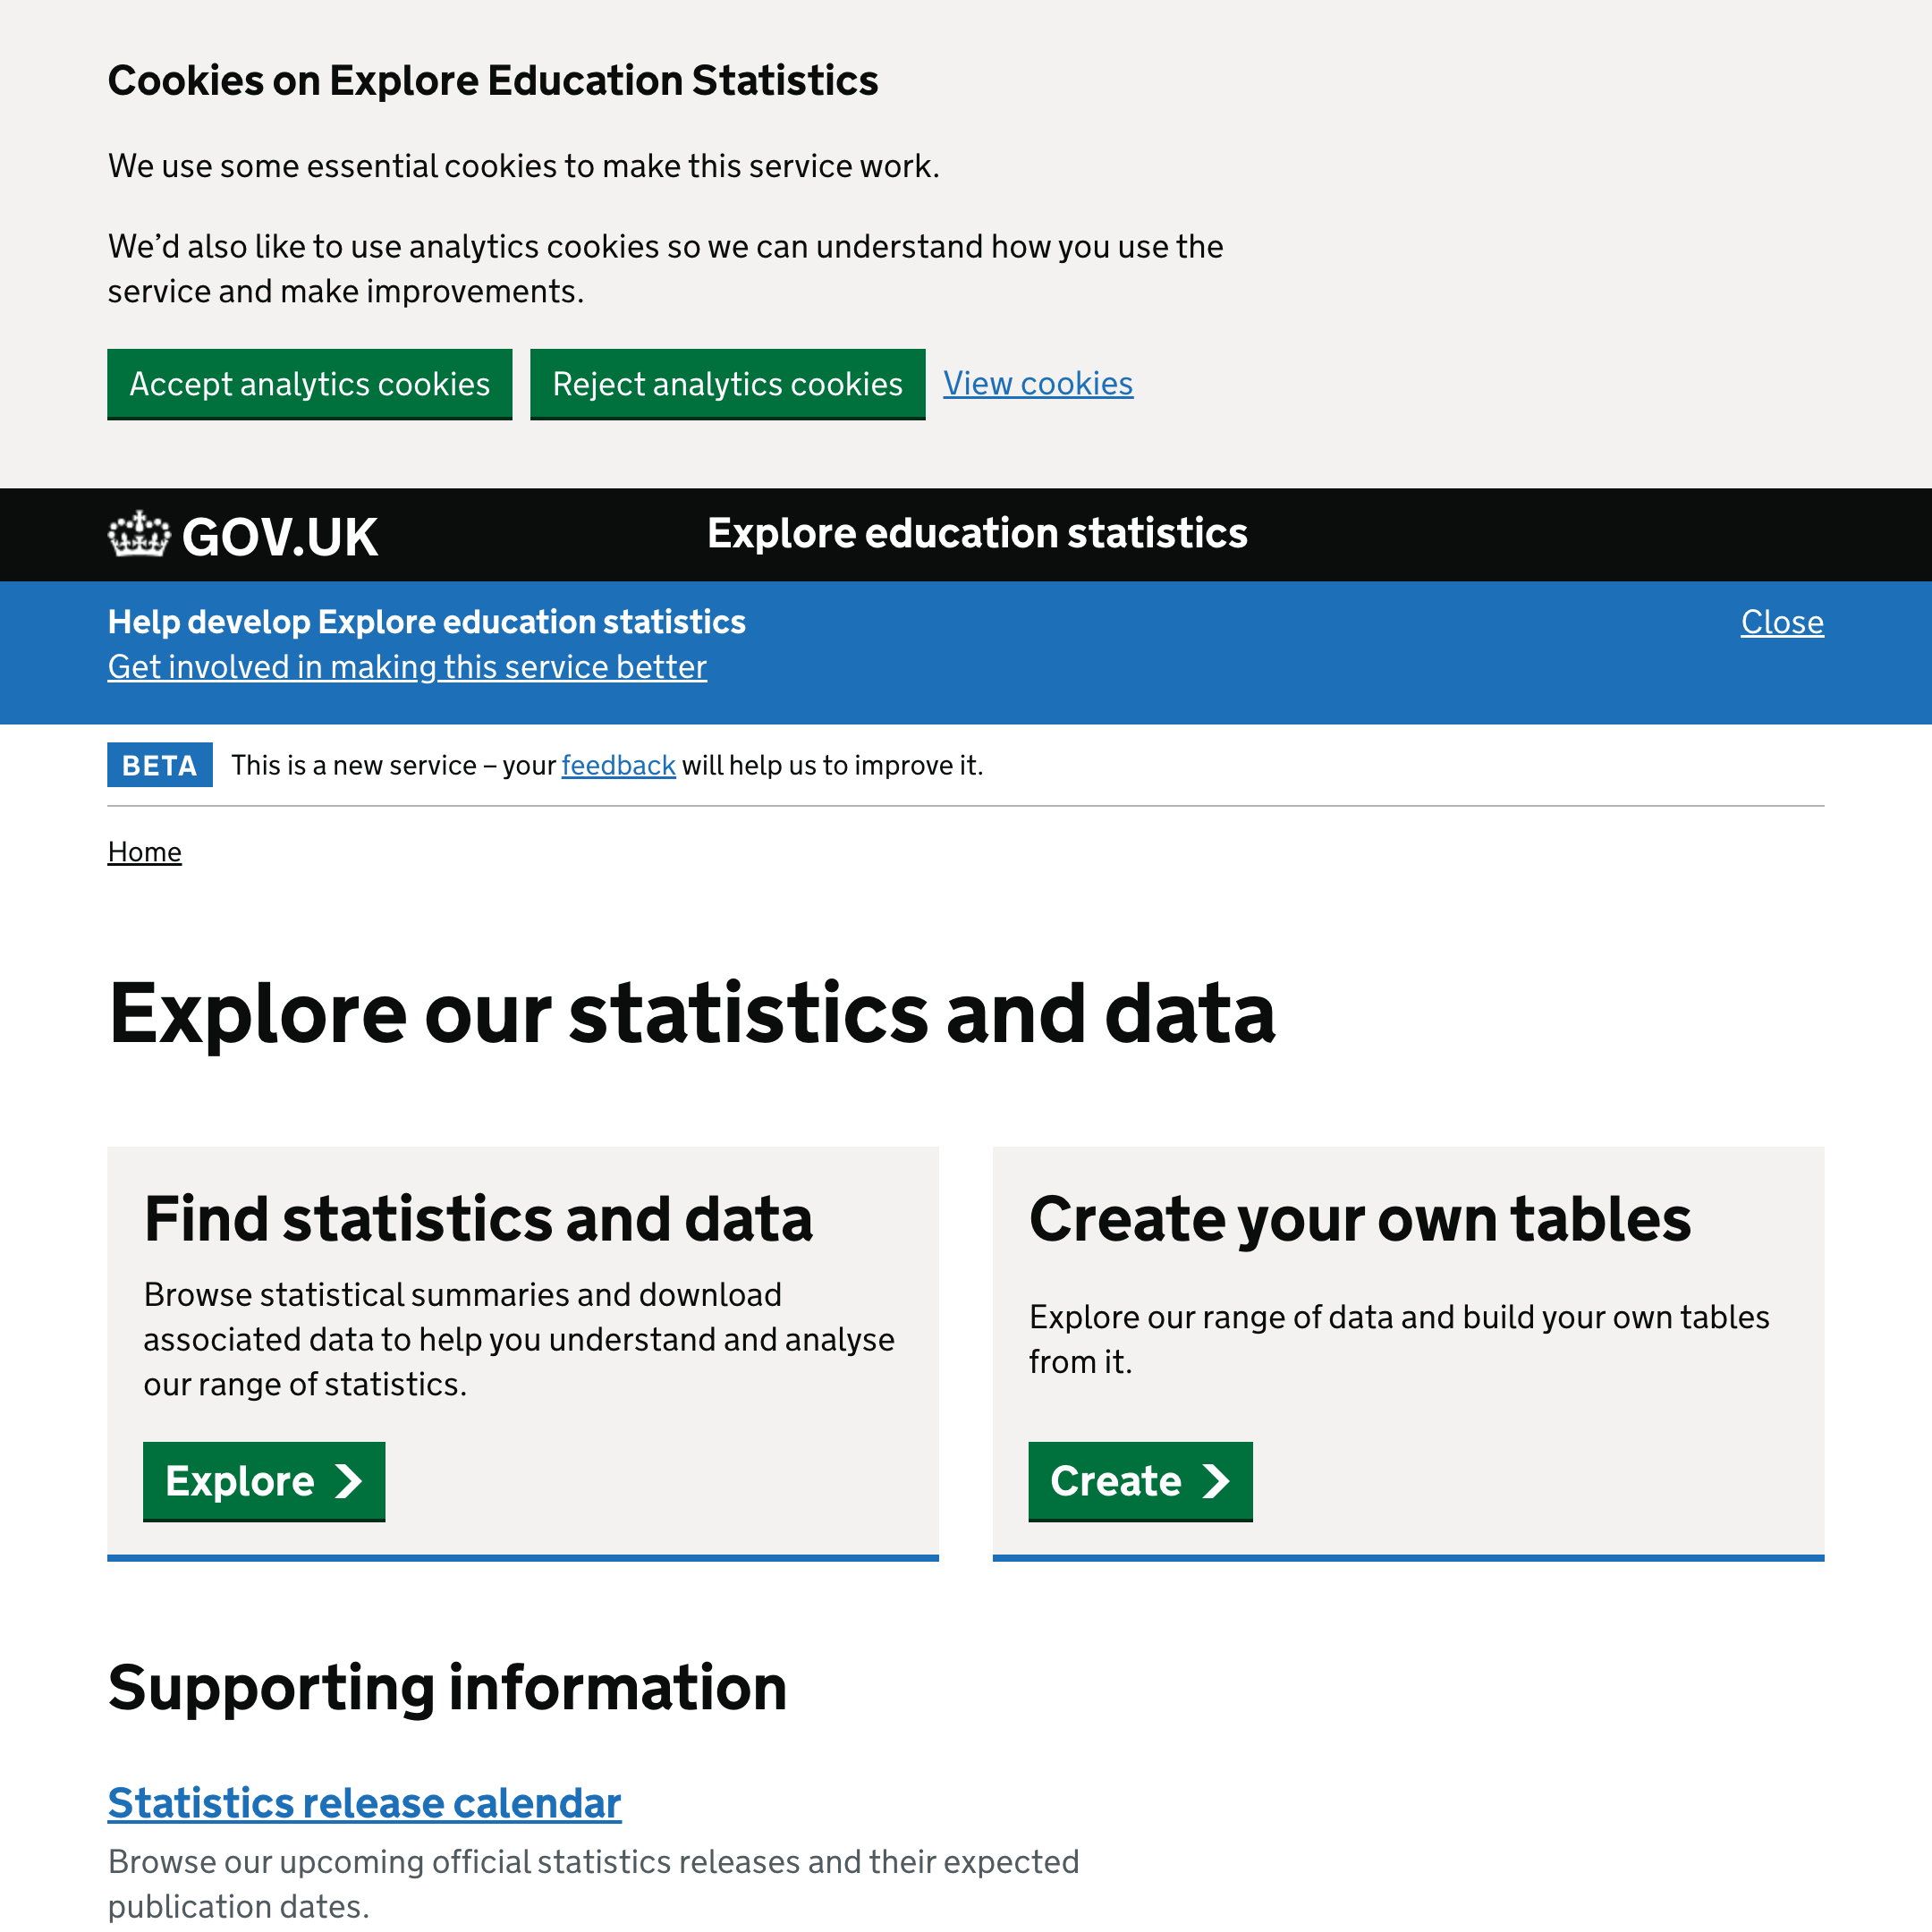 Cookies on Explore Education Statistics
We use some essential cookies to make this service work.
We’d also like to use analytics cookies so we can understand how you use the
service and make improvements.
Accept analytics cookies
Reject analytics cookies
View cookies
GOV.UK
Explore education statistics
Help develop Explore education statistics
Close
Get involved in making this service better
BETA
This is a new service – your feedback will help us to improve it.
Home
Explore our statistics and data
Find statistics and data
Browse statistical summaries and download
associated data to help you understand and analyse
our range of statistics.
Explore
Create your own tables
Explore our range of data and build your own tables
from it.
Create
Supporting information
Statistics release calendar
Browse our upcoming official statistics releases and their expected
publication dates.